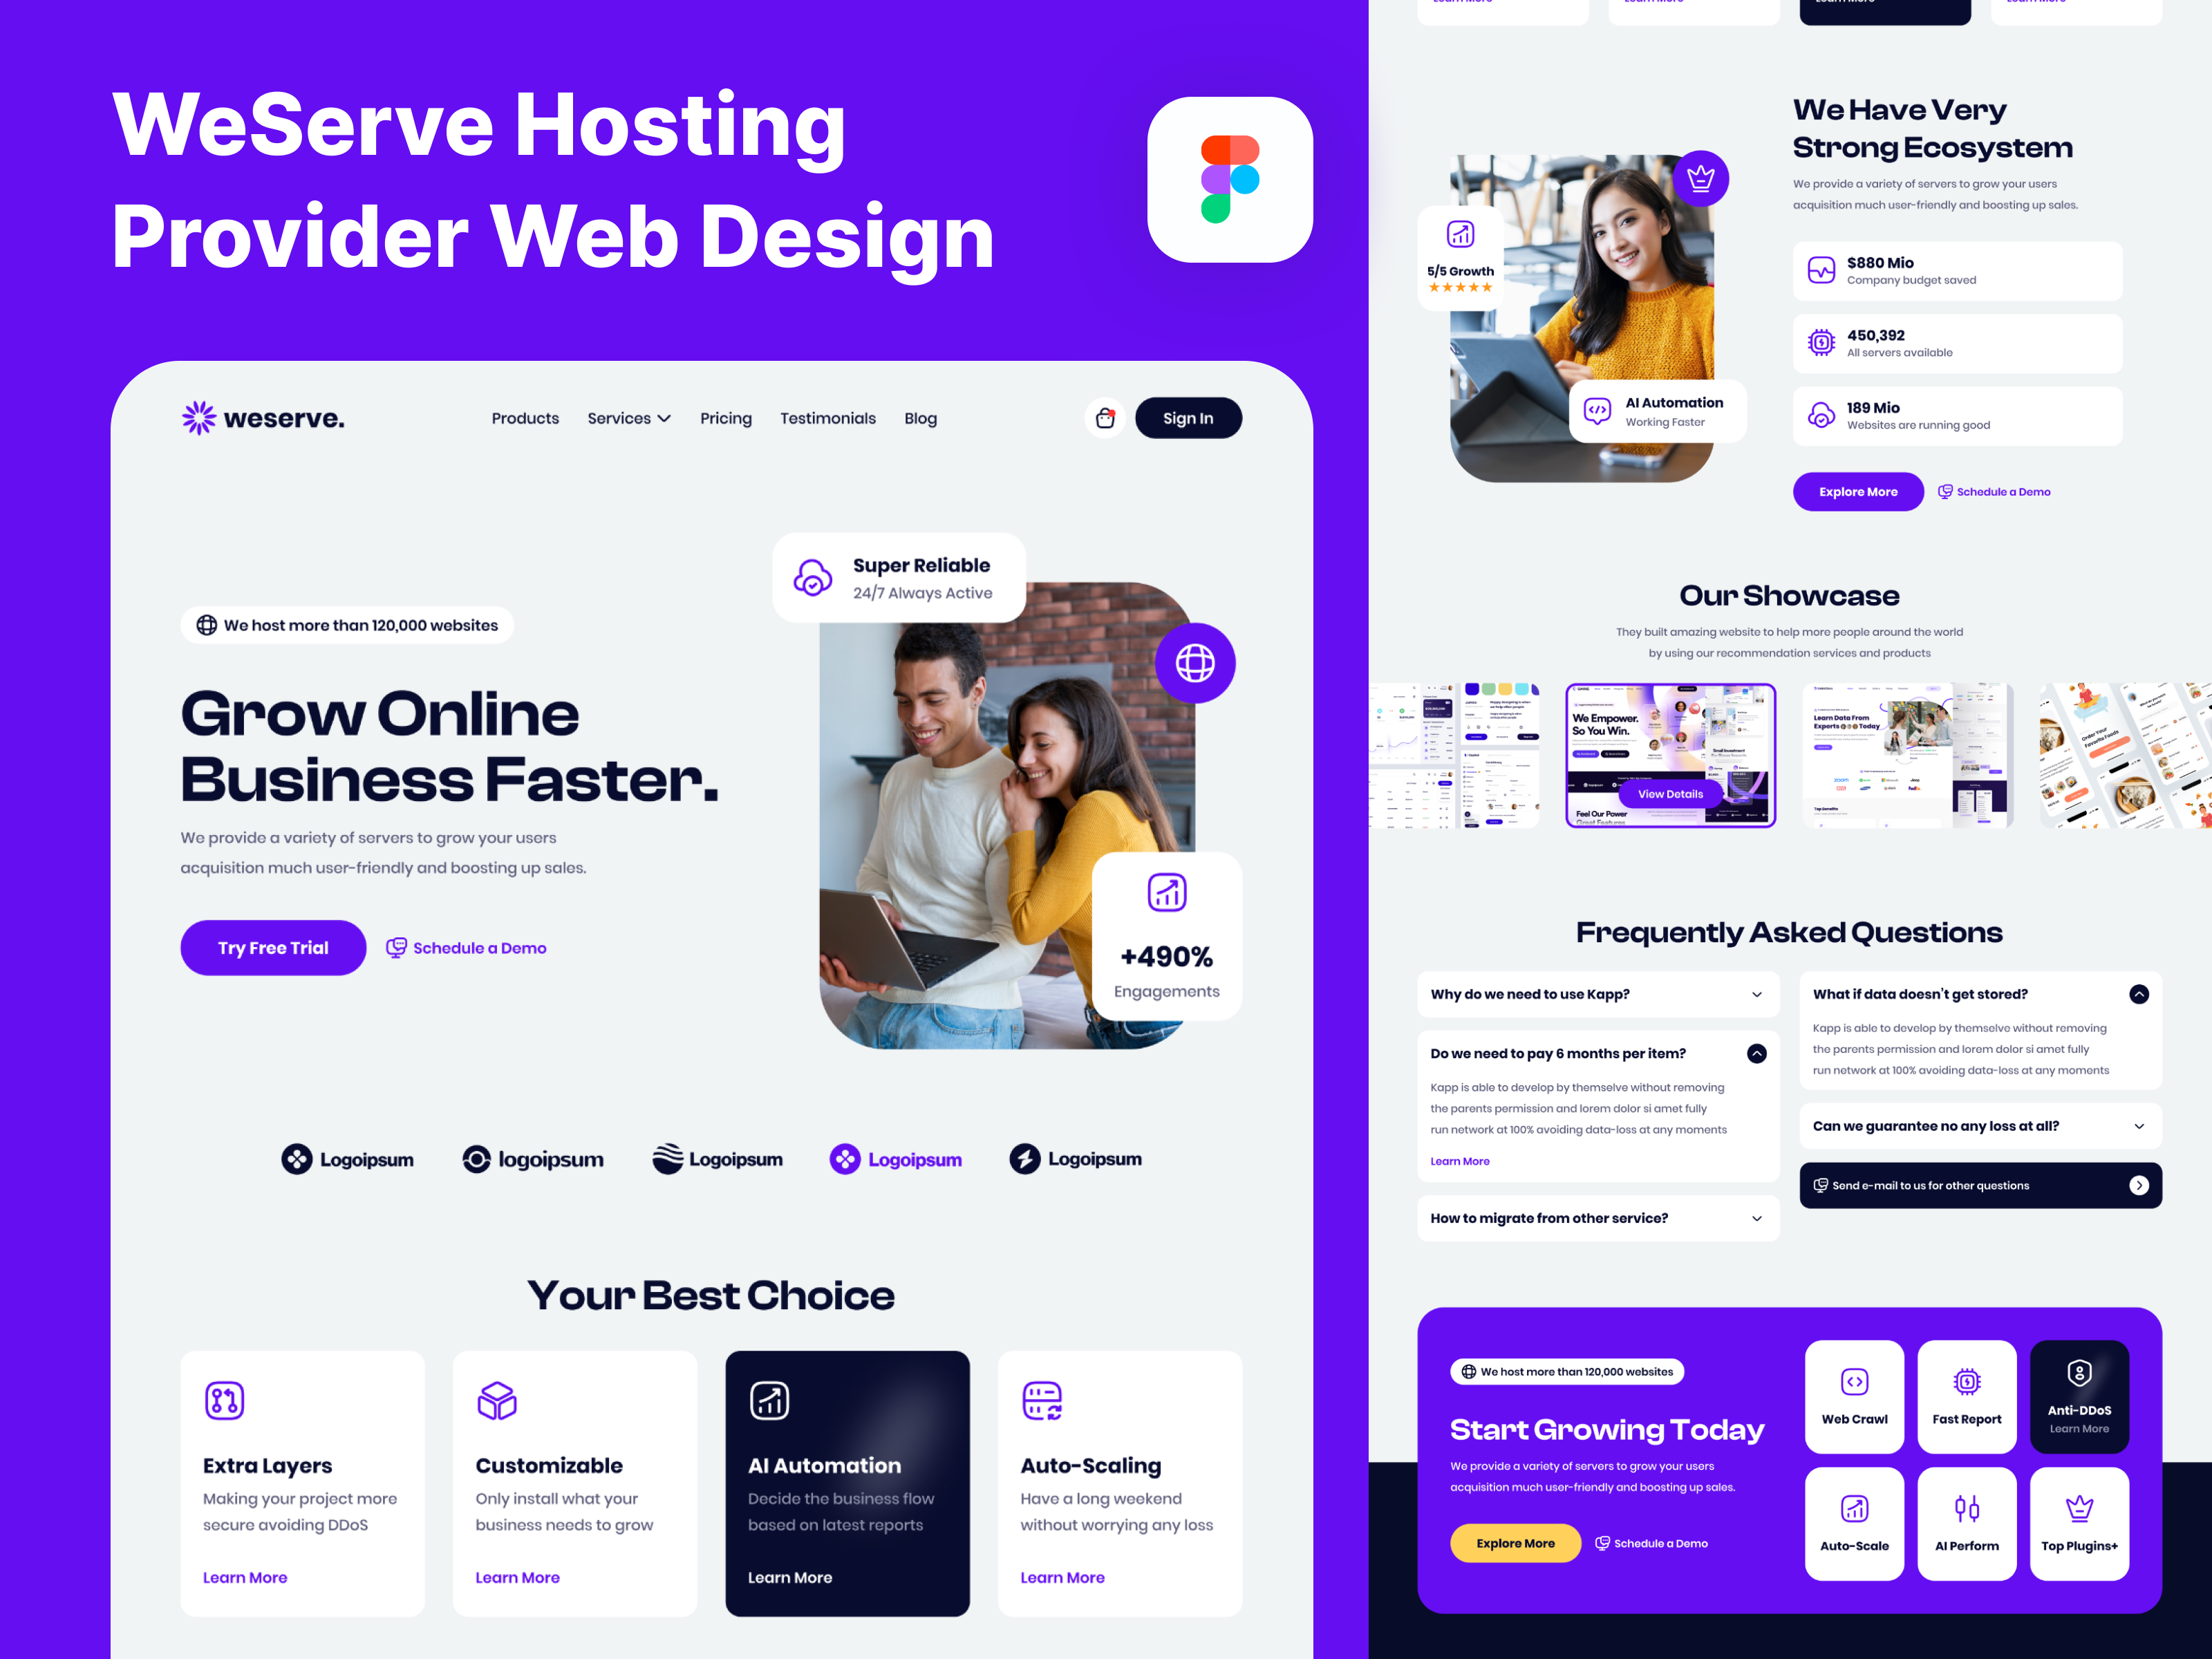 WeServe Hosting
Provider Web Design
weserve.
Products
Services
Pricing
Testimonials
Blog
Sign In
We host more than 120,000 websites
Grow Online
Business Faster.
We provide a variety of servers to grow your users
acquisition much user-friendly and boosting up sales.
Try Free Trial
Schedule a Demo
Super Reliable
24/7 Always Active
+490%
Engagements
Logoipsum
logoipsum
Logoipsum
Logoipsum
Logoipsum
Your Best Choice
Extra Layers
Making your project more
secure avoiding DDoS
Learn More
Customizable
Only install what your
business needs to grow
Learn More
AI Automation
Decide the business flow
based on latest reports
Learn More
Auto-Scaling
Have a long weekend
without worrying any loss
Learn More
Learn More
Learn More
Learn More
Learn More
5/5 Growth
AI Automation
Working Faster
We Have Very
Strong Ecosystem
We provide a variety of servers to grow your users
acquisition much user-friendly and boosting up sales.
$880 Mio
Company budget saved
450,392
All servers available
189 Mio
Websites are running good
Explore More
Schedule a Demo
Our Showcase
They built amazing website to help more people around the world
by using our recommendation services and products
We Empower.
So You Win.
View Details
Feel Our Power
Great Features
Learn Data From
Experts Today
Order Your
Favorite Foods
Frequently Asked Questions
Why do we need to use Kapp?
Do we need to pay 6 months per item?
Kapp is able to develop by themselve without removing
the parents permission and lorem dolor si amet fully
run network at 100% avoiding data-loss at any moments
Learn More
How to migrate from other service?
What if data doesn't get stored?
Kapp is able to develop by themselve without removing
the parents permission and lorem dolor si amet fully
run network at 100% avoiding data-loss at any moments
Can we guarantee no any loss at all?
Send e-mail to us for other questions
We host more than 120,000 websites
Start Growing Today
We provide a variety of servers to grow your users
acquisition much user-friendly and boosting up sales.
Explore More
Schedule a Demo
Web Crawl
Fast Report
Anti-DDoS
Learn More
Auto-Scale
AI Perform
Top Plugins+